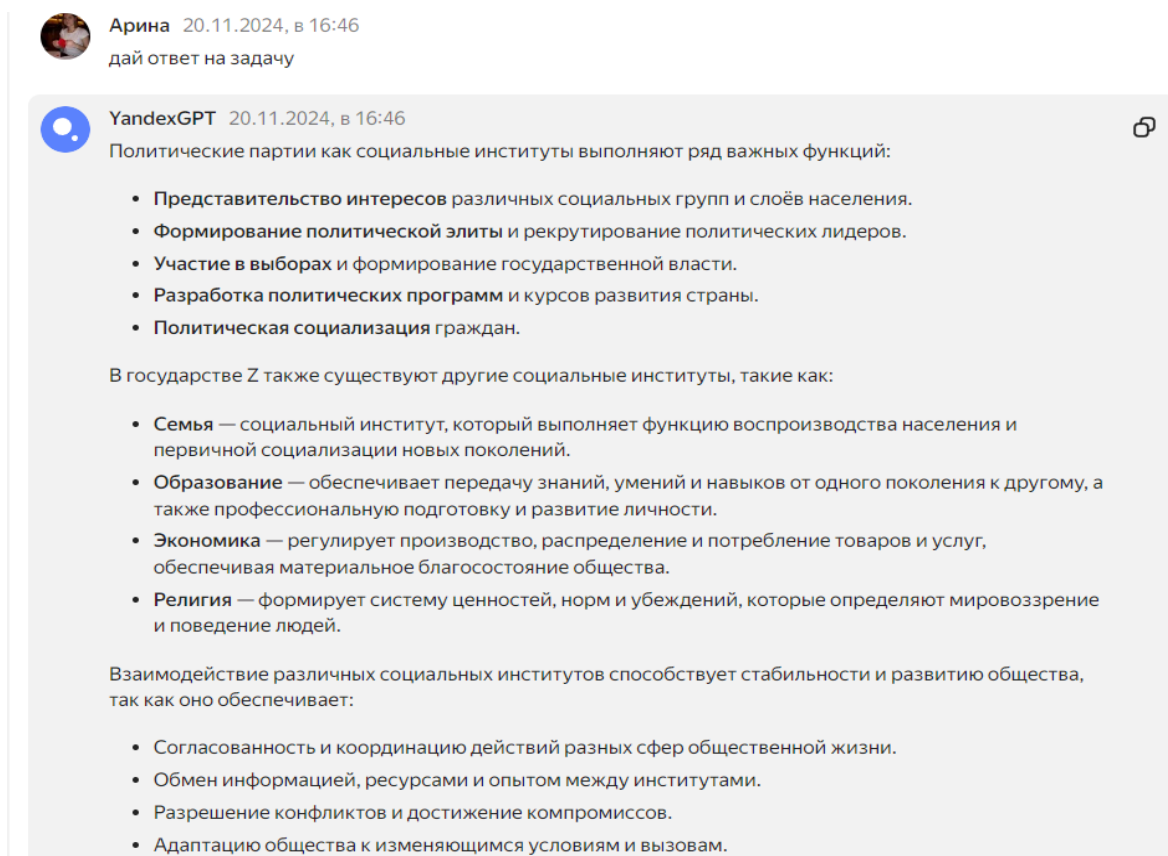 Арина 20.11.2024, в 16:46
дай ответ на задачу
YandexGPT 20.11.2024, в 16:46
Политические партии как социальные институты выполняют ряд важных функций:
• Представительство интересов различных социальных групп и слоёв населения.
• Формирование политической элиты и рекрутирование политических лидеров.
• Участие в выборах и формирование государственной власти.
• Разработка политических программ и курсов развития страны.
• Политическая социализация граждан.
В государстве Z также существуют другие социальные институты, такие как:
• Семья — социальный институт, который выполняет функцию воспроизводства населения и
первичной социализации новых поколений.
• Образование — обеспечивает передачу знаний, умений и навыков от одного поколения к другому, а
также профессиональную подготовку и развитие личности.
• Экономика — регулирует производство, распределение и потребление товаров и услуг,
обеспечивая материальное благосостояние общества.
• Религия — формирует систему ценностей, норм и убеждений, которые определяют мировоззрение
и поведение людей.
Взаимодействие различных социальных институтов способствует стабильности и развитию общества,
так как оно обеспечивает:
• Согласованность и координацию действий разных сфер общественной жизни.
• Обмен информацией, ресурсами и опытом между институтами.
• Разрешение конфликтов и достижение компромиссов.
• Адаптацию общества к изменяющимся условиям и вызовам.